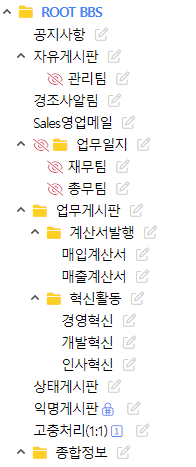 ROOT BBS
공지사항
자유게시판
관리팀
경조사알림
Sales영업메일
업무일지
재무팀
총무팀
업무게시판
계산서발행
매입계산서
매출계산서
혁신활동
경영혁신
개발혁신
인사혁신
상태게시판
익명게시판 #
고충처리(1:1) 1
종합정보